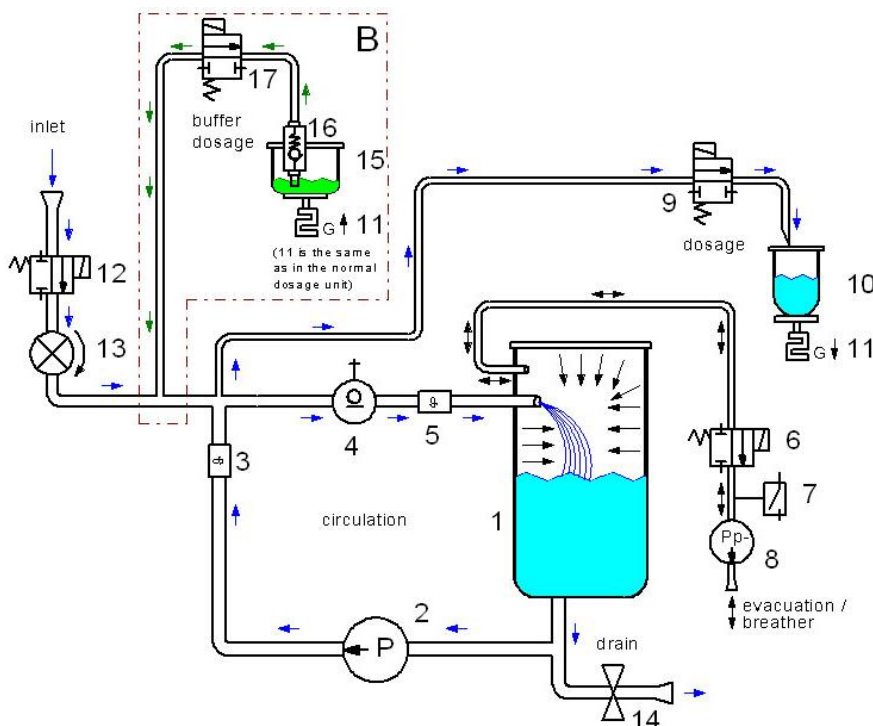 B
17
inlet
buffer
dosage
16
15
G
11
(11 is the same
as in the normal
dosage unit)
9
dosage
12
10
13
G
11
4
5
6
3
7
1
circulation
Pp-
8
2
evacuation /
breather
P
drain
14